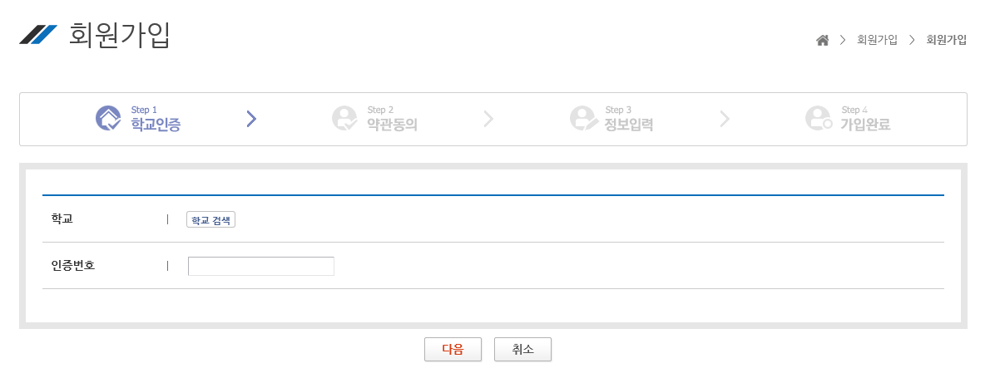 회원가입
회원가입 > 회원가입
Step 1
학교인증
Step 2
약관동의
Step 3
정보입력
Step 4
가입완료
학교 | 학교 검색
인증번호 |
다음 취소